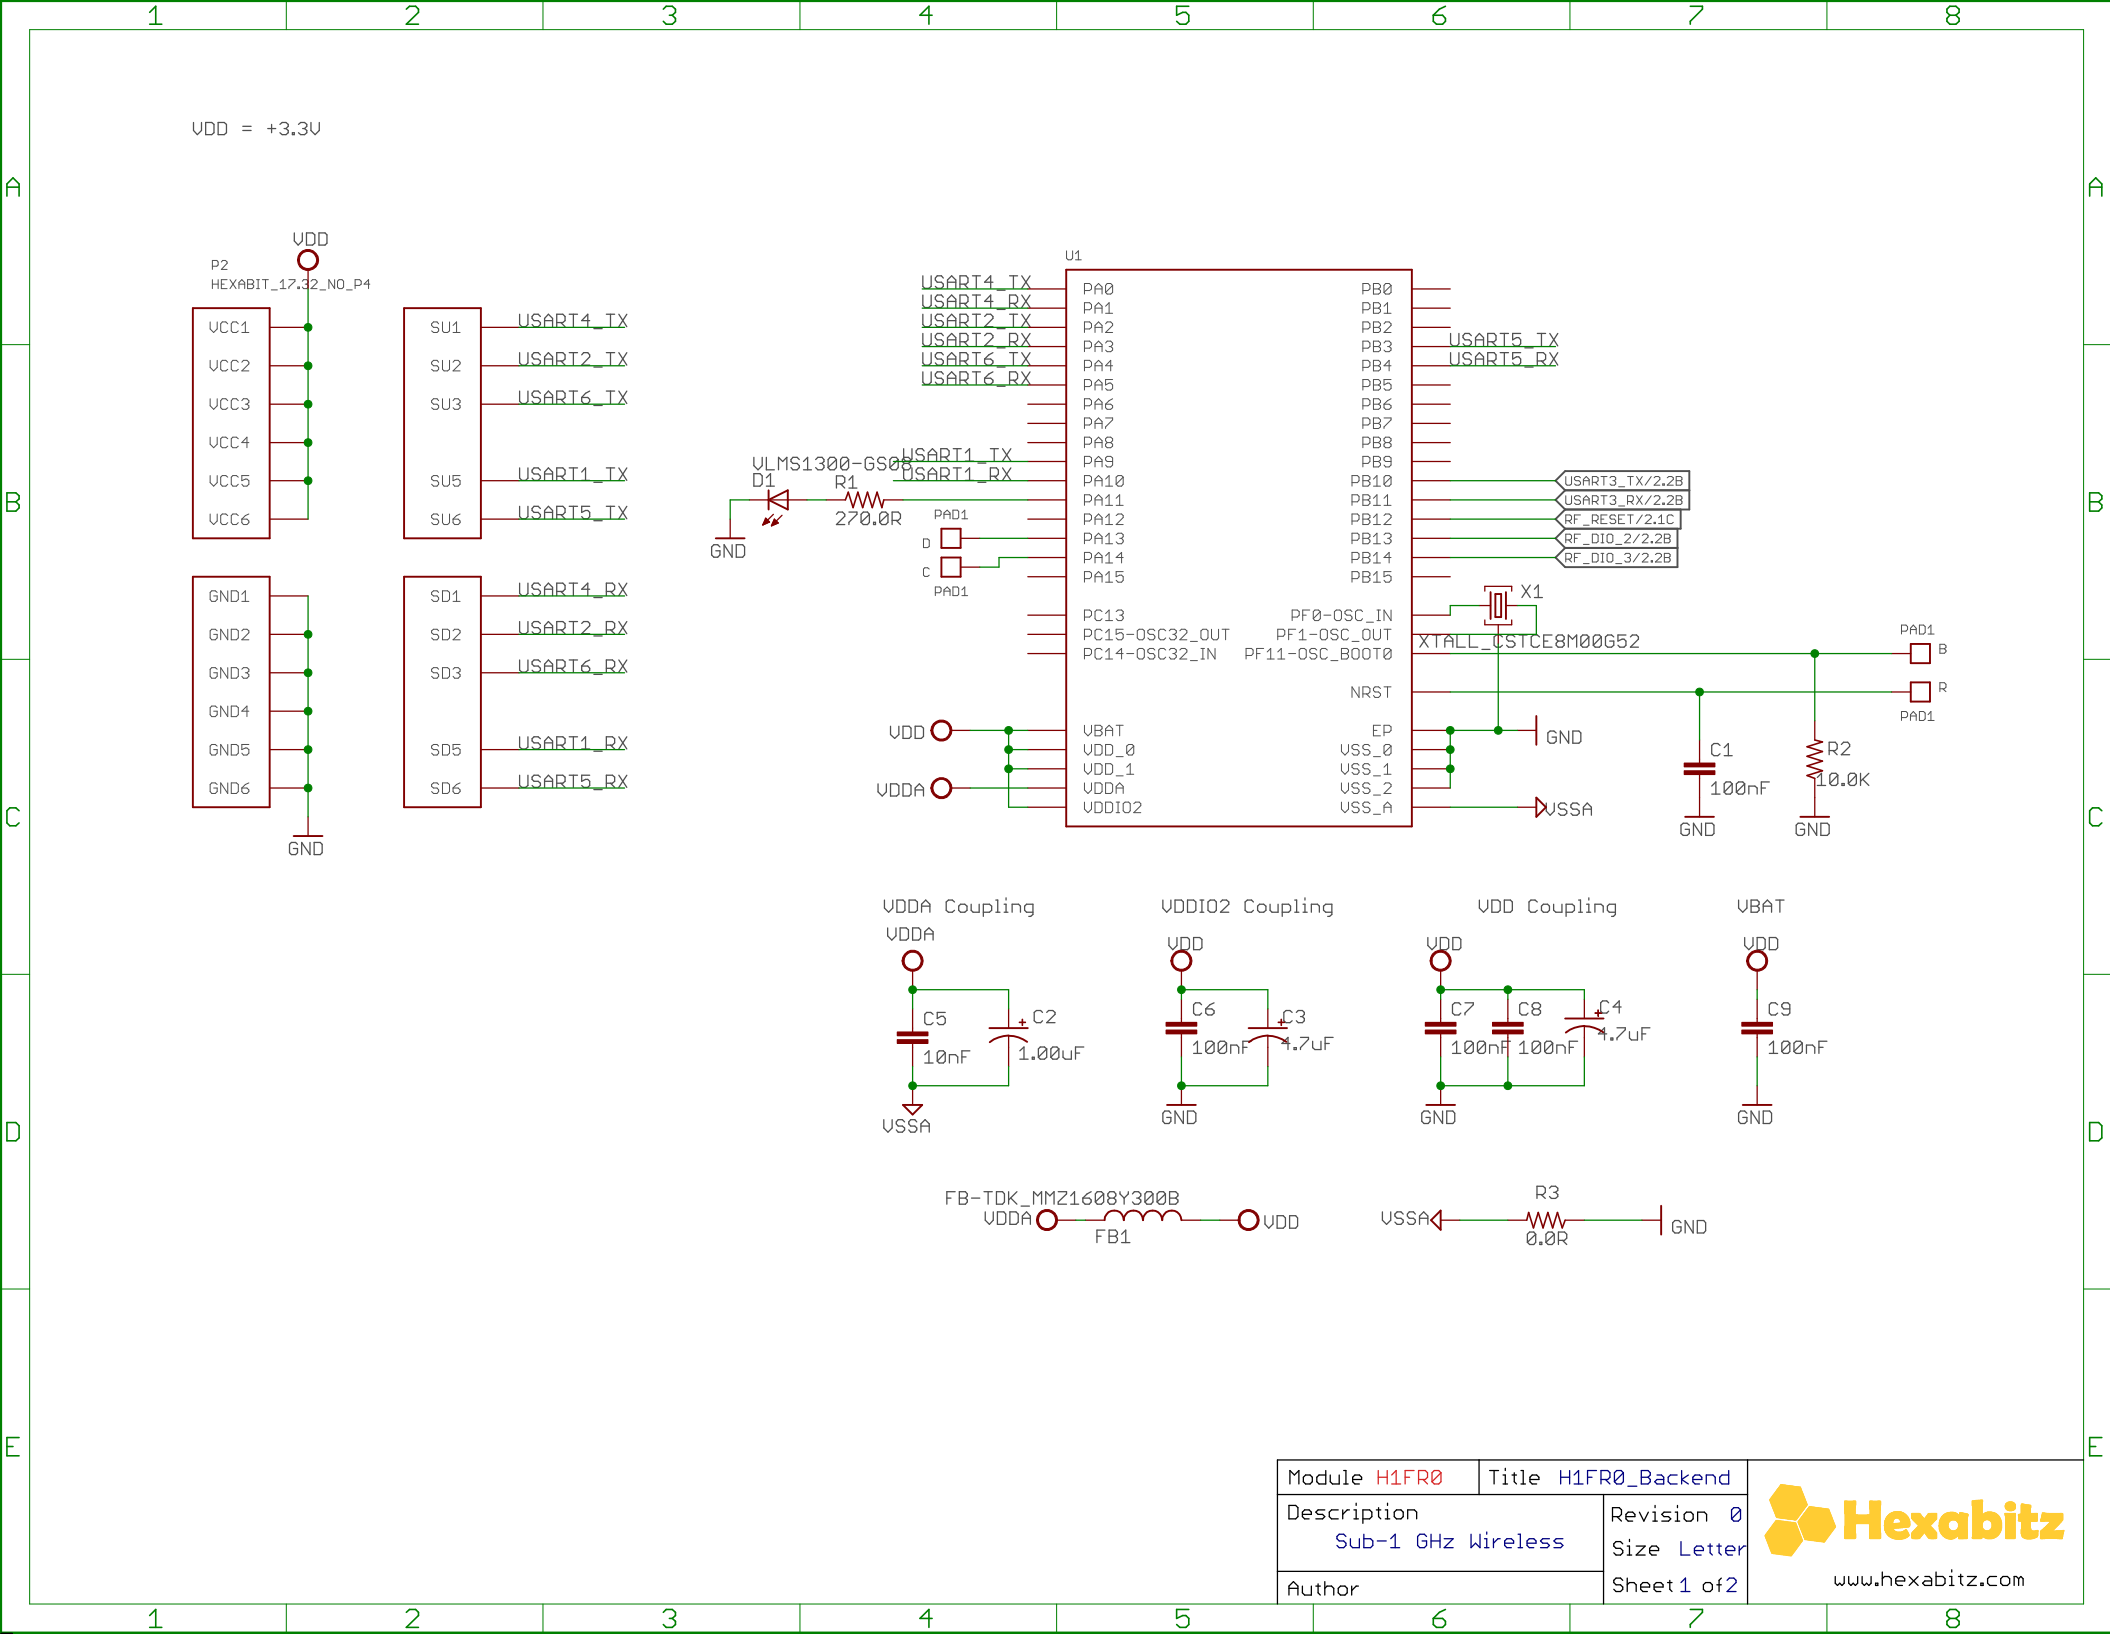 1 2 3 4 5 6 7 8
A A
B B
C C
D D
E E
VDD = +3.3V
VDD
P2
HEXABIT_17.32_NO_P4
VCC1
VCC2
VCC3
VCC4
VCC5
VCC6
SU1 USART4_TX
SU2 USART2_TX
SU3 USART6_TX
SU5 USART1_TX
SU6 USART5_TX
GND1
GND2
GND3
GND4
GND5
GND6
GND
SD1 USART4_RX
SD2 USART2_RX
SD3 USART6_RX
SD5 USART1_RX
SD6 USART5_RX
U1
USART4_TX PA0
USART4_RX PA1
USART2_TX PA2
USART2_RX PA3
USART6_TX PA4
USART6_RX PA5
PA6
PA7
PA8
USART1_TX PA9
USART1_RX PA10
PA11
PA12
PA13
PA14
PA15
PC13
PC15-OSC32_OUT
PC14-OSC32_IN
VBAT
VDD_0
VDD_1
VDDA
VDDIO2
VLMS1300-GS08
D1
R1
270.0R
GND
PAD1
D
C
PAD1
VDD
VDDA
PB0
PB1
PB2
PB3 USART5_TX
PB4 USART5_RX
PB5
PB6
PB7
PB8
PB9
PB10 USART3_TX/2.2B
PB11 USART3_RX/2.2B
PB12 RF_RESET/2.1C
PB13 RF_DIO_2/2.2B
PB14 RF_DIO_3/2.2B
PB15
PF0-OSC_IN
PF1-OSC_OUT
PF11-OSC_BOOT0
NRST
EP
VSS_0
VSS_1
VSS_2
VSS_A
X1
XTALL_CSTCE8M00G52
GND
VSSA
PAD1
B
R
PAD1
C1
100nF
GND
R2
10.0K
GND
VDDA Coupling
VDDA
C5
10nF
C2
1.00uF
VSSA
VDDIO2 Coupling
VDD
C6
100nF
C3
4.7uF
GND
VDD Coupling
VDD
C7
100nF
C8
100nF
C4
4.7uF
GND
VBAT
VDD
C9
100nF
GND
FB-TDK_MMZ1608Y300B
VDDA VDD
FB1
R3
VSSA GND
0.0R
Module H1FR0
Title H1FR0_Backend
Description
Sub-1 GHz Wireless
Author
Revision 0
Size Letter
Sheet 1 of 2
Hexabitz
www.hexabitz.com
1 2 3 4 5 6 7 8